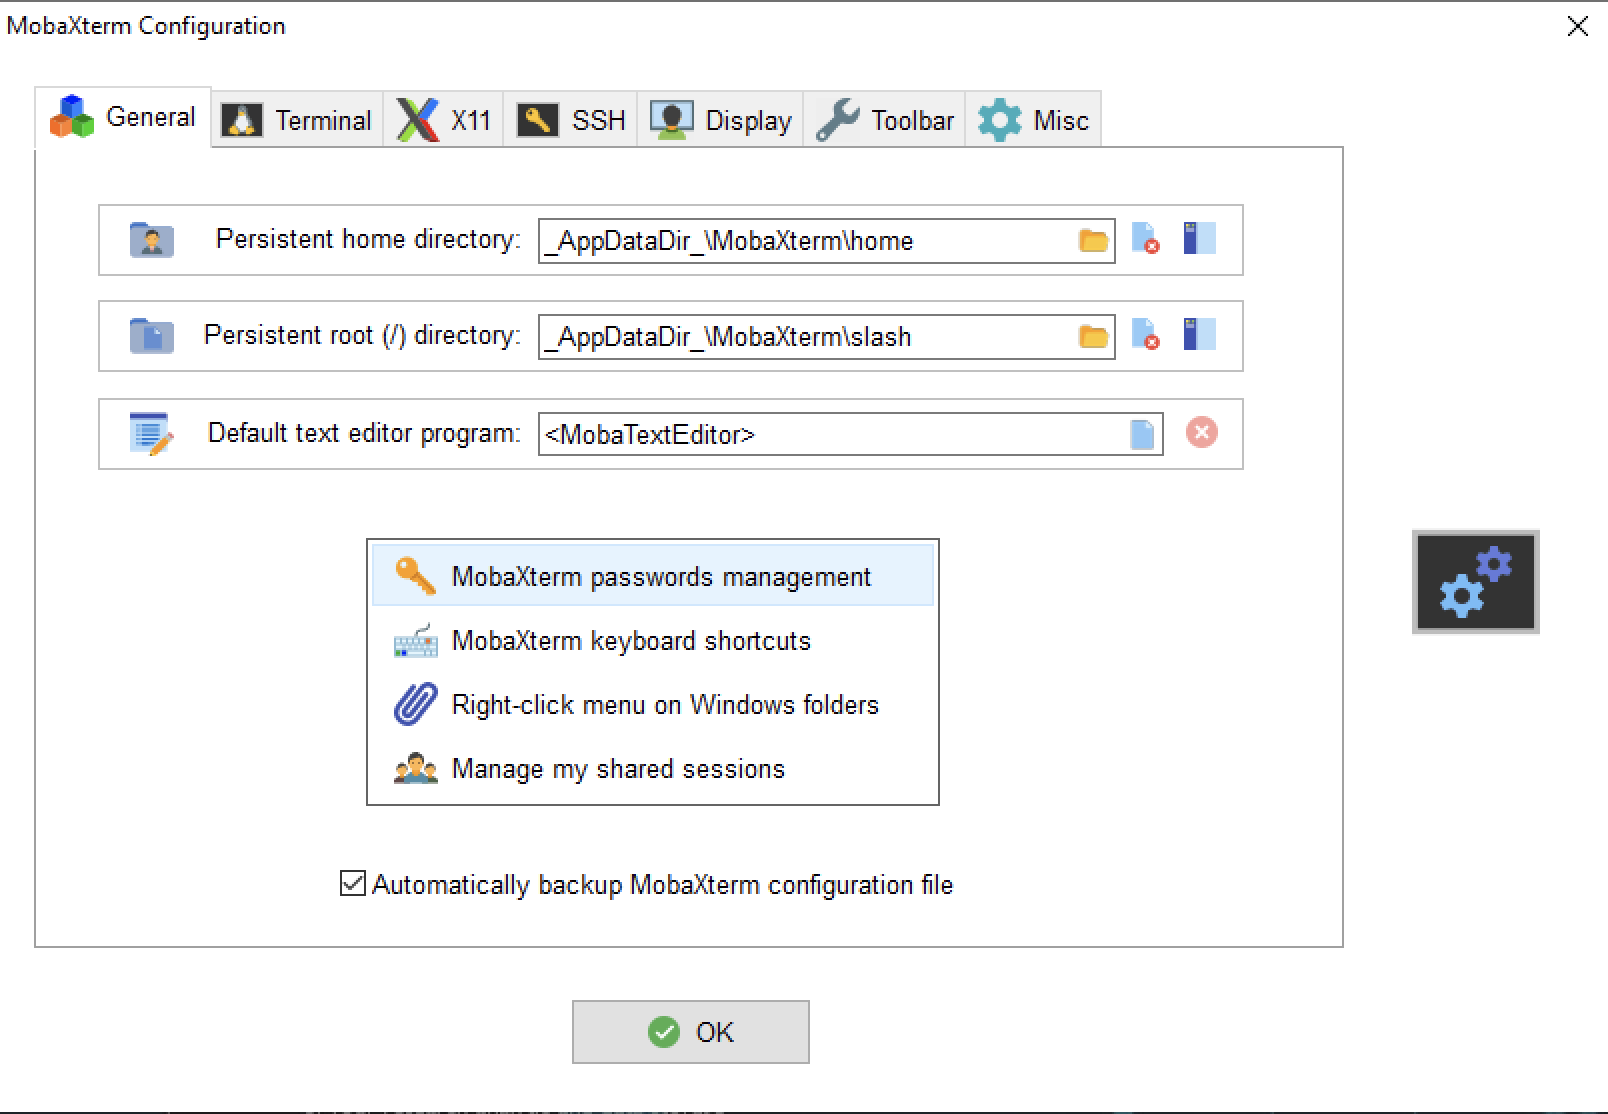 MobaXterm Configuration
General Terminal X11 SSH Display Toolbar Misc
Persistent home directory: _AppDataDir_\MobaXterm\home
Persistent root (/) directory: _AppDataDir_\MobaXterm\slash
Default text editor program: <MobaTextEditor>
MobaXterm passwords management
MobaXterm keyboard shortcuts
Right-click menu on Windows folders
Manage my shared sessions
Automatically backup MobaXterm configuration file
OK